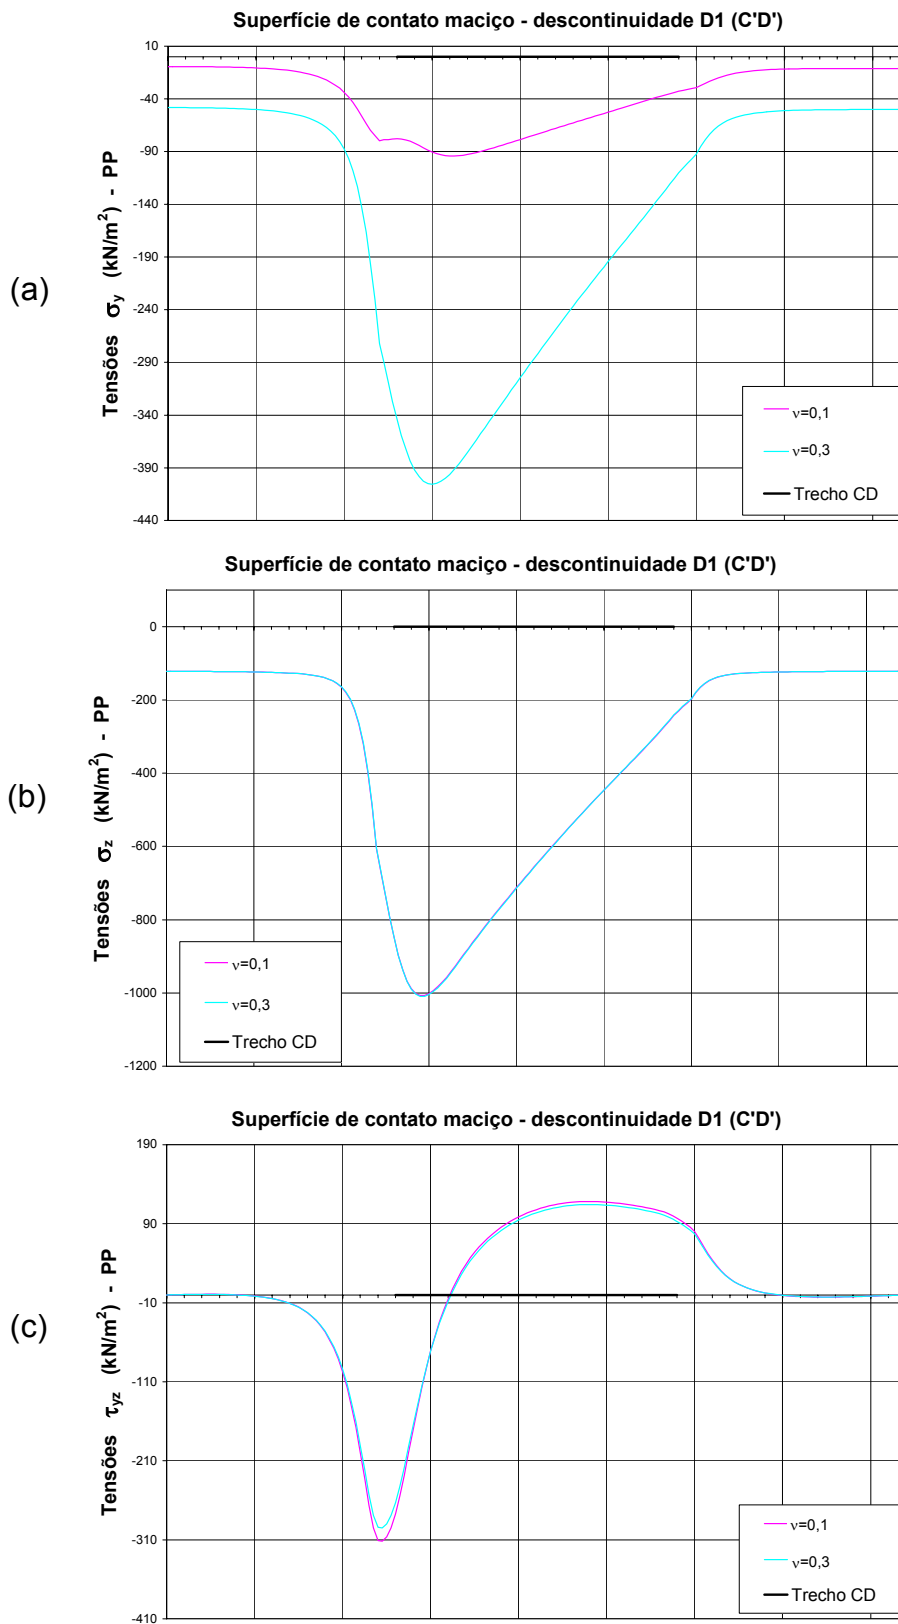 Superfície de contato maciço - descontinuidade D1 (C'D')
10
-40
-90
-140
-190
-240
-290
-340
-390
-440
Tensões σy (kN/m²) - PP
(a)
ν=0,1
ν=0,3
Trecho CD
Superfície de contato maciço - descontinuidade D1 (C'D')
0
-200
-400
-600
-800
-1000
-1200
Tensões σz (kN/m²) - PP
(b)
ν=0,1
ν=0,3
Trecho CD
Superfície de contato maciço - descontinuidade D1 (C'D')
190
90
-10
-110
-210
-310
-410
Tensões τyz (kN/m²) - PP
(c)
ν=0,1
ν=0,3
Trecho CD